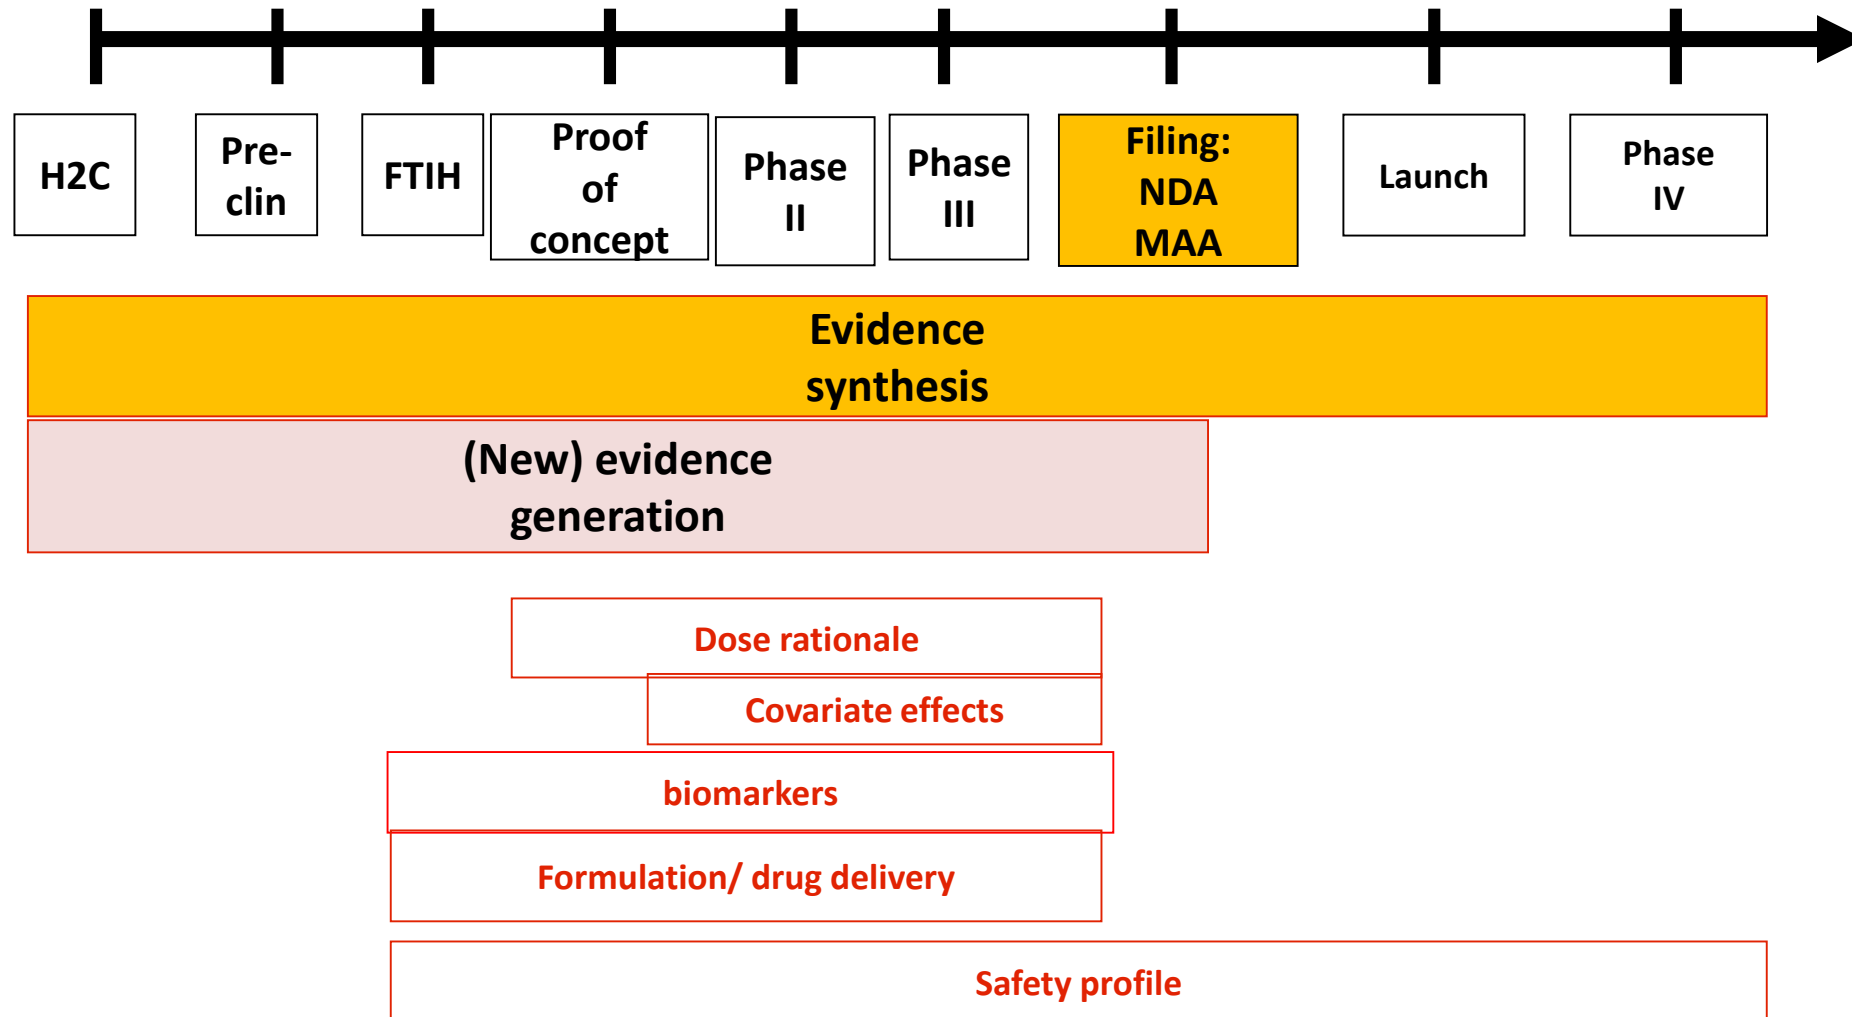 H2C
Pre-
clin
FTIH
Proof
of
concept
Phase
II
Phase
III
Filing:
NDA
MAA
Launch
Phase
IV
Evidence
synthesis
(New) evidence
generation
Dose rationale
Covariate effects
biomarkers
Formulation/ drug delivery
Safety profile